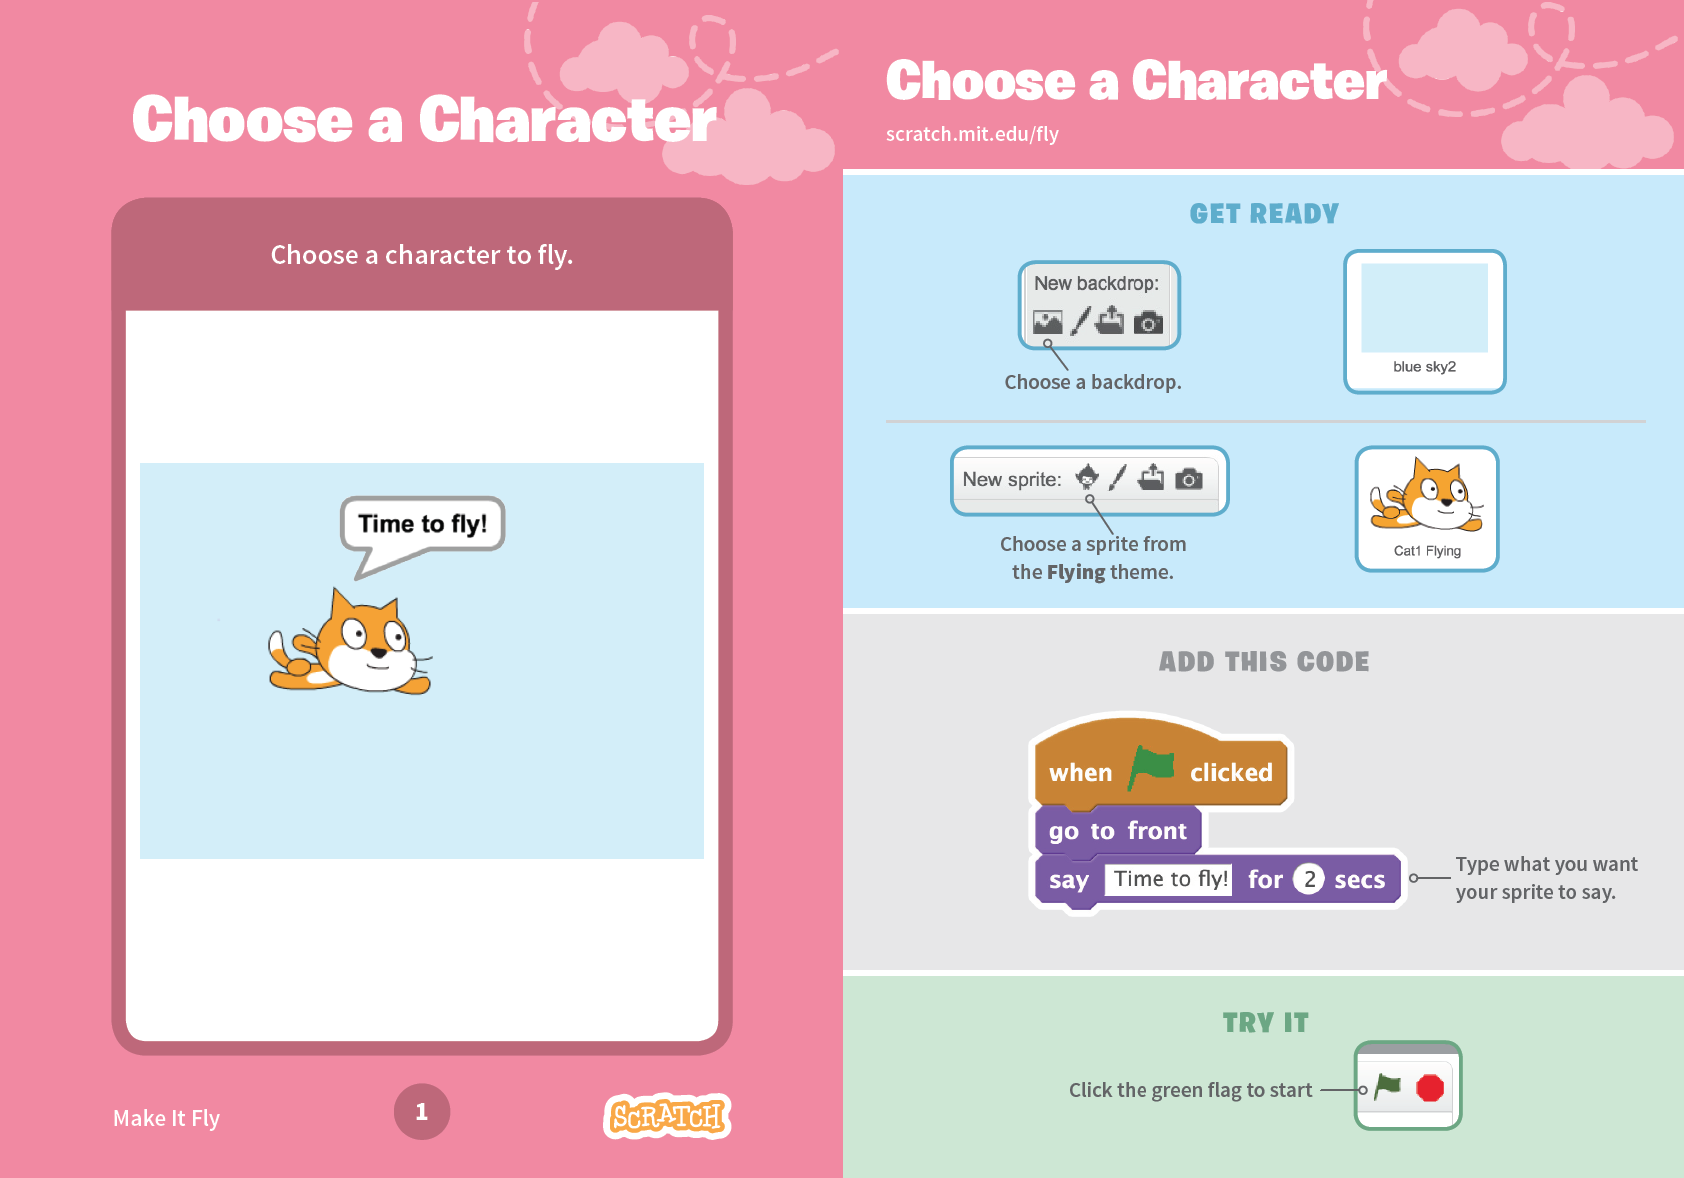 Choose a Character
Choose a character to fly.
Time to fly!
Make It Fly
1
SCRATCH
Choose a Character
scratch.mit.edu/fly
GET READY
New backdrop:
Choose a backdrop.
blue sky2
New sprite:
Choose a sprite from
the Flying theme.
Cat1 Flying
ADD THIS CODE
when clicked
go to front
say Time to fly! for 2 secs
Type what you want
your sprite to say.
TRY IT
Click the green flag to start